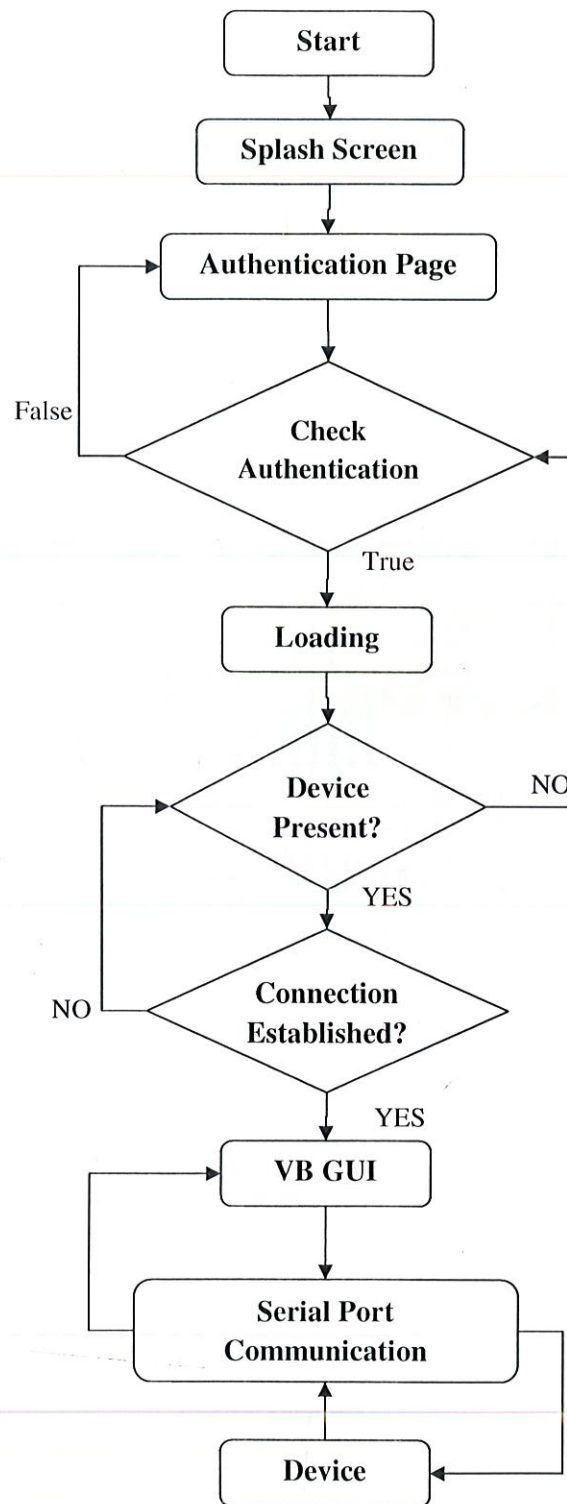 Start
Splash Screen
Authentication Page
False
Check
Authentication
True
Loading
Device
Present?
NO
YES
Connection
Established?
NO
YES
VB GUI
Serial Port
Communication
Device